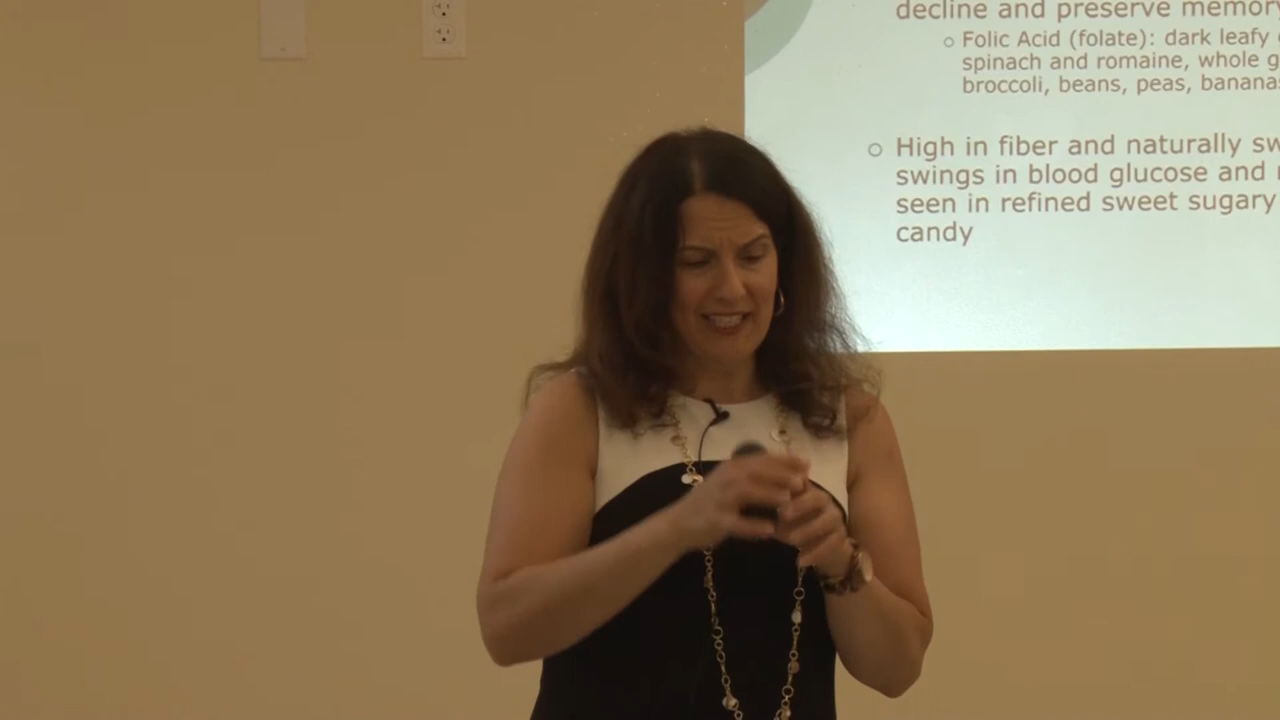 decline and preserve memory
○ Folic Acid (folate): dark leafy
spinach and romaine, whole g
broccoli, beans, peas, banana
○ High in fiber and naturally sw
swings in blood glucose and
seen in refined sweet sugary
candy